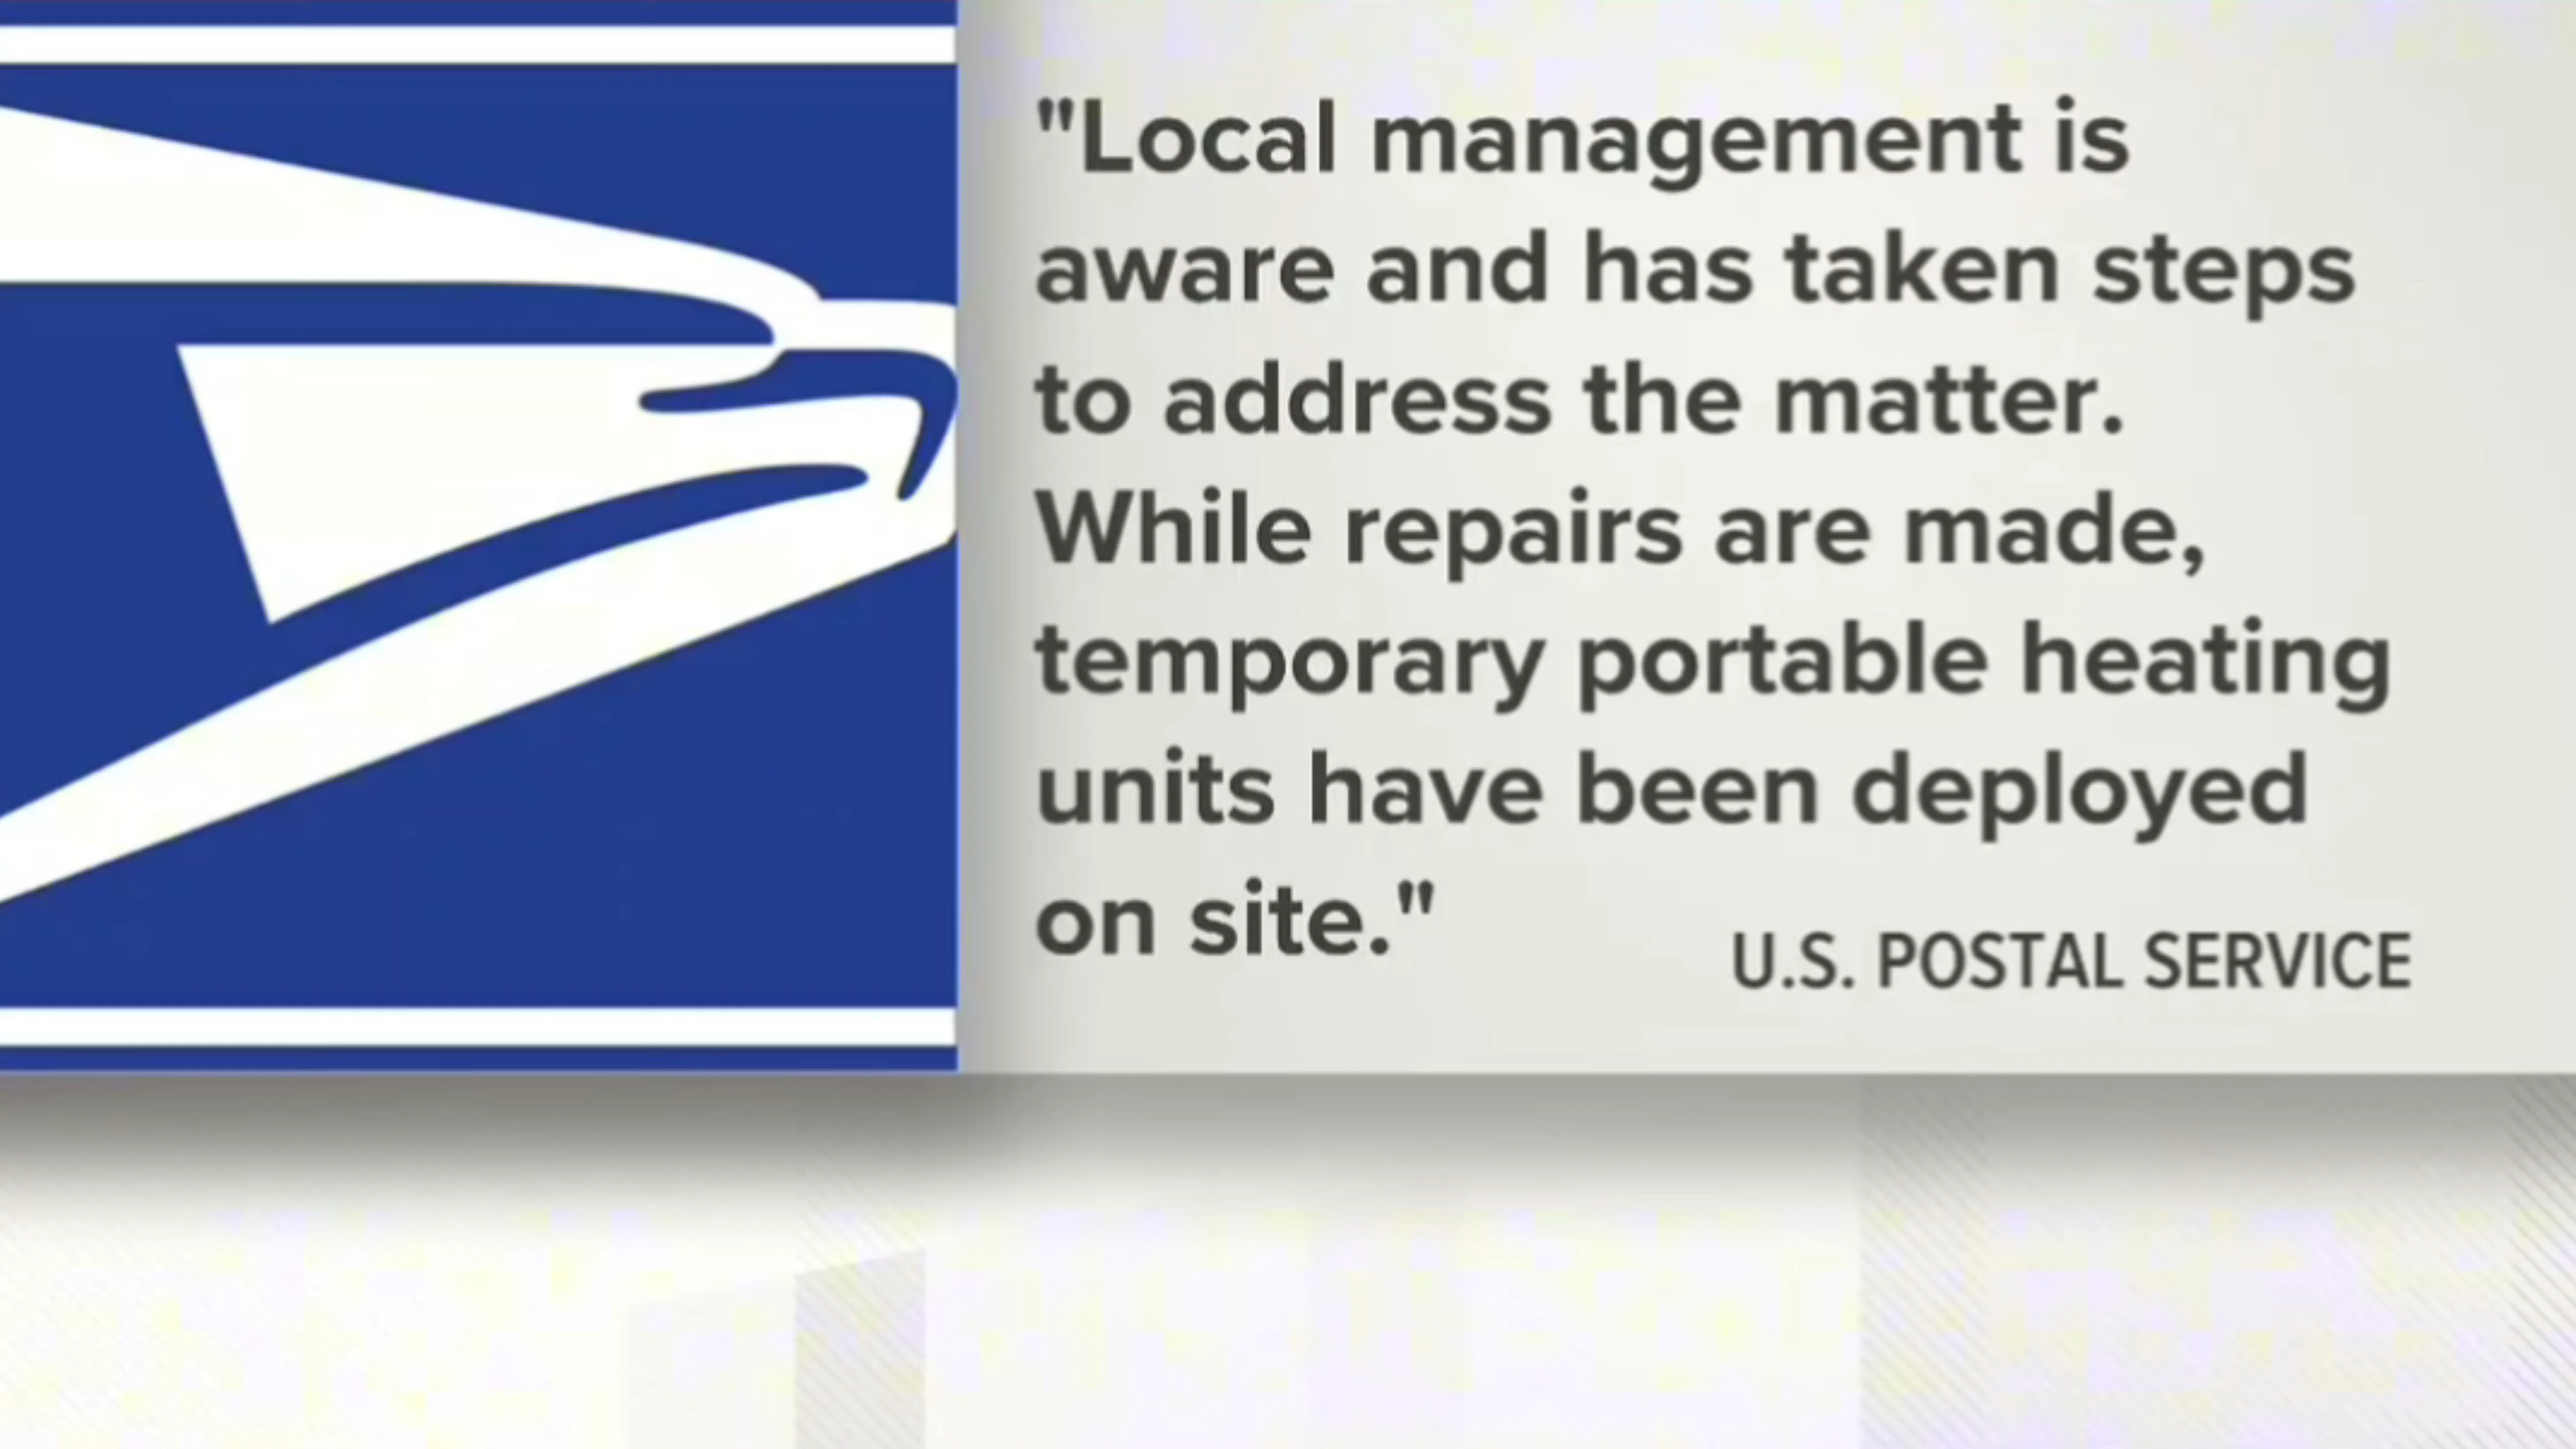 "Local management is
aware and has taken steps
to address the matter.
While repairs are made,
temporary portable heating
units have been deployed
on site."
U.S. POSTAL SERVICE